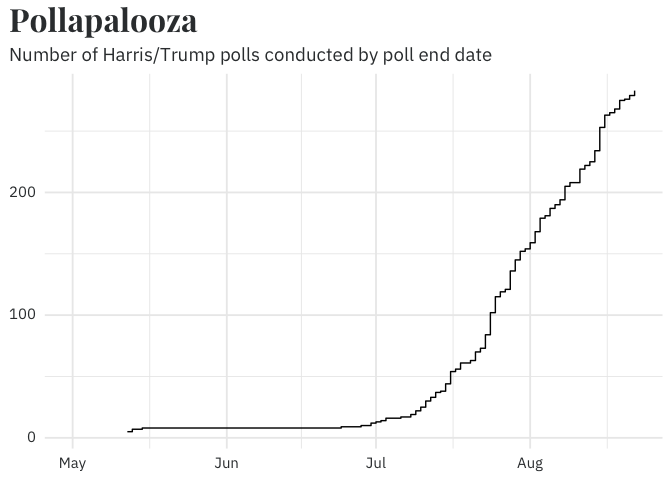 Pollapalooza
Number of Harris/Trump polls conducted by poll end date
200
100
0
May Jun Jul Aug